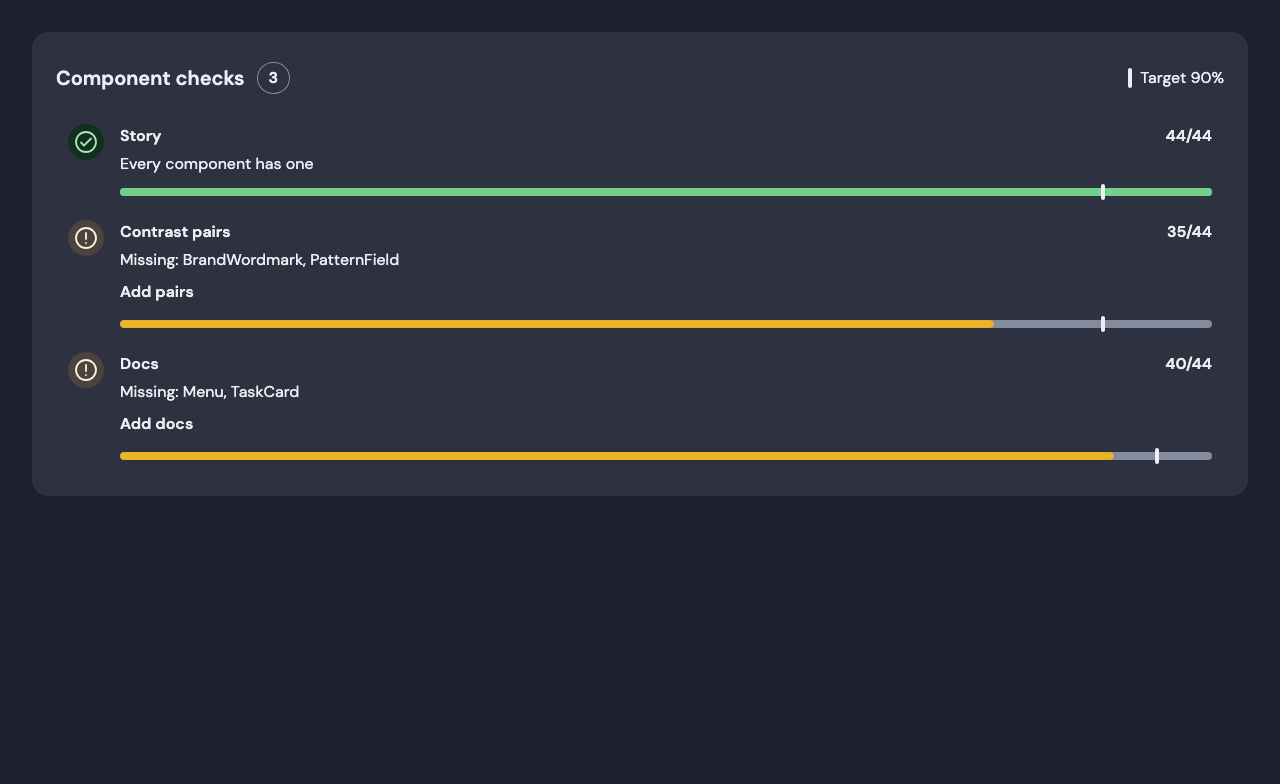 Component checks 3
Target 90%
Story
44/44
Every component has one
Contrast pairs
35/44
Missing: BrandWordmark, PatternField
Add pairs
Docs
40/44
Missing: Menu, TaskCard
Add docs